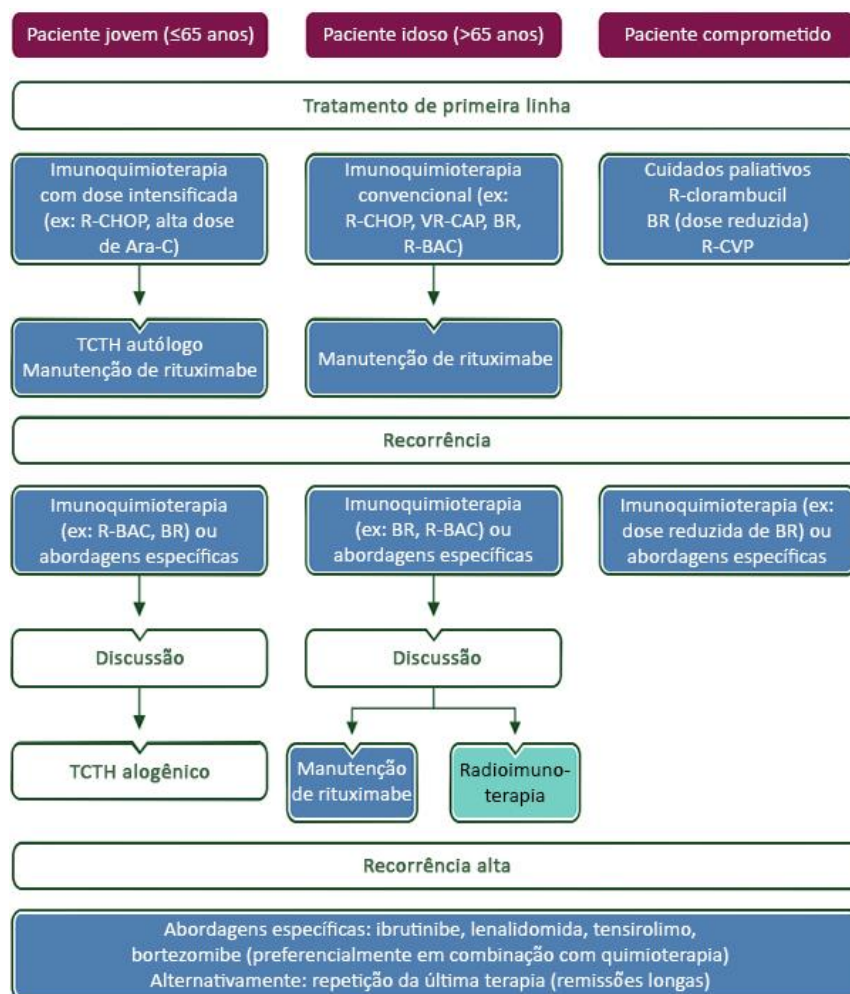 Paciente jovem (≤65 anos)
Paciente idoso (>65 anos)
Paciente comprometido
Tratamento de primeira linha
Imunoquimioterapia
com dose intensificada
(ex: R-CHOP, alta dose
de Ara-C)
Imunoquimioterapia
convencional (ex:
R-CHOP, VR-CAP, BR,
R-BAC)
Cuidados paliativos
R-clorambucil
BR (dose reduzida)
R-CVP
TCTH autólogo
Manutenção de rituximabe
Manutenção de rituximabe
Recorrência
Imunoquimioterapia
(ex: R-BAC, BR) ou
abordagens específicas
Imunoquimioterapia
(ex: BR, R-BAC) ou
abordagens específicas
Imunoquimioterapia (ex:
dose reduzida de BR) ou
abordagens específicas
Discussão
Discussão
TCTH alogênico
Manutenção
de rituximabe
Radioimuno-
terapia
Recorrência alta
Abordagens específicas: ibrutinibe, lenalidomida, tensirolimo,
bortezomibe (preferencialmente em combinação com quimioterapia)
Alternativamente: repetição da última terapia (remissões longas)